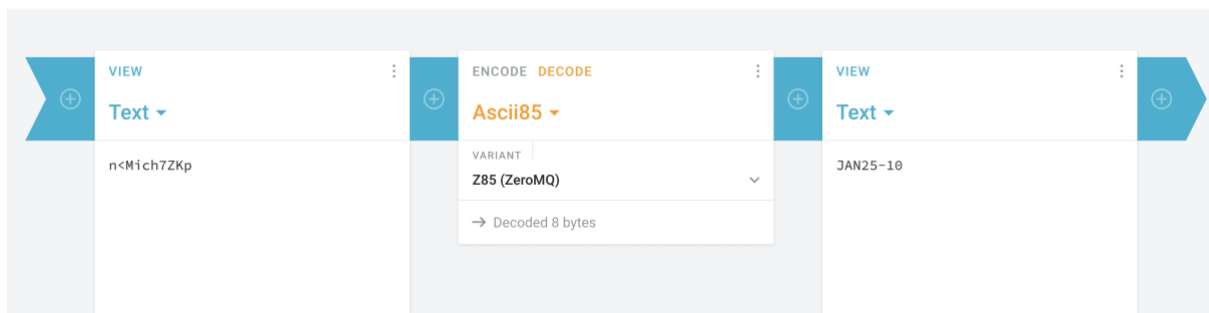 VIEW
Text
n<Mich7ZKp
ENCODE DECODE
Ascii85
VARIANT
Z85 (ZeroMQ)
→ Decoded 8 bytes
VIEW
Text
JAN25-10